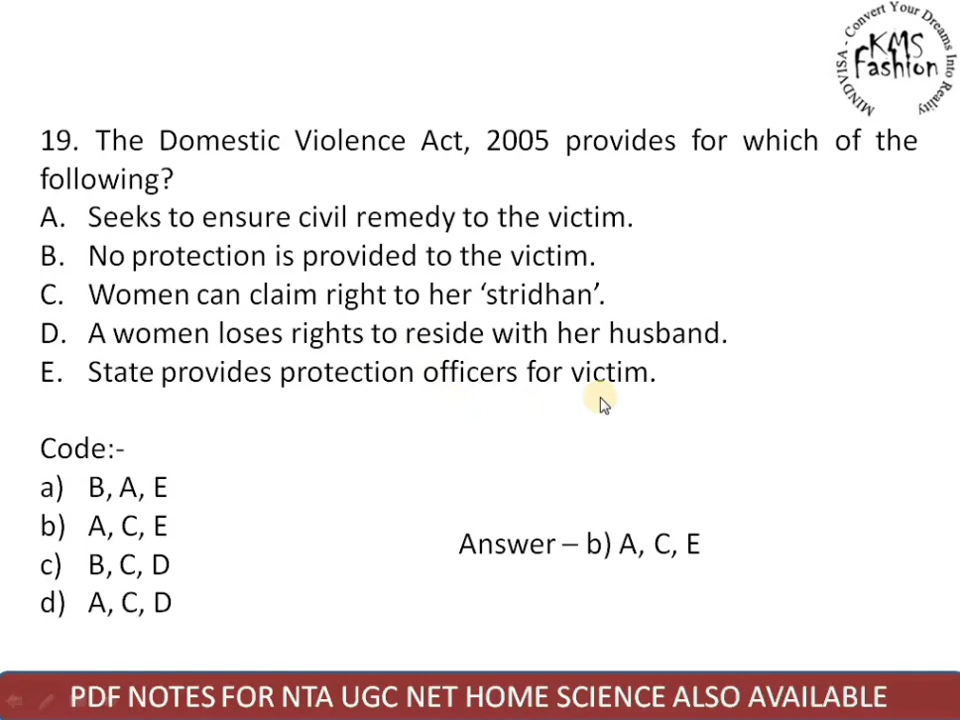 MINDVISA - Convert Your Dreams Into Reality
KMS
Fashion
19. The Domestic Violence Act, 2005 provides for which of the
following?
A. Seeks to ensure civil remedy to the victim.
B. No protection is provided to the victim.
C. Women can claim right to her ‘stridhan’.
D. A women loses rights to reside with her husband.
E. State provides protection officers for victim.
Code:-
a) B, A, E
b) A, C, E
c) B, C, D
d) A, C, D
Answer – b) A, C, E
PDF NOTES FOR NTA UGC NET HOME SCIENCE ALSO AVAILABLE